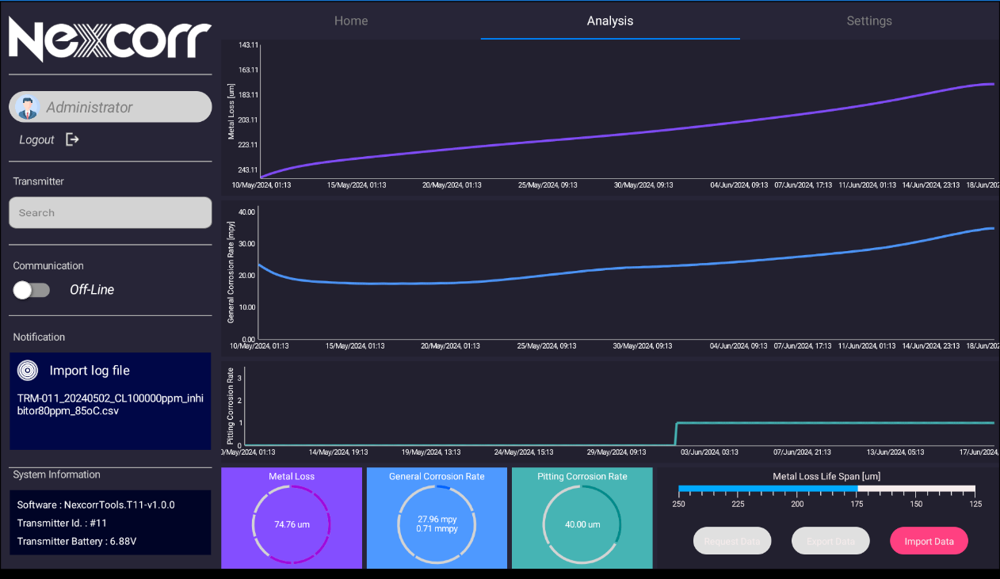 Nexcorr
Home
Analysis
Settings
Administrator
Logout
Transmitter
Search
Communication
Off-Line
Notification
Import log file
TRM-011_20240502_CL100000ppm_inhi
bitor80ppm_85oC.csv
System Information
Software : NexcorrTools.T11-v1.0.0
Transmitter Id. : #11
Transmitter Battery : 6.88V
Metal Loss [um]
143.11
163.11
183.11
203.11
223.11
243.11
10/May/2024, 01:13
15/May/2024, 01:13
20/May/2024, 01:13
25/May/2024, 09:13
30/May/2024, 09:13
04/Jun/2024, 09:13
07/Jun/2024, 17:13
11/Jun/2024, 01:13
14/Jun/2024, 23:13
18/Jun/202
General Corrosion Rate [mpy]
40.00
30.00
20.00
10.00
0.00
10/May/2024, 01:13
15/May/2024, 01:13
20/May/2024, 01:13
25/May/2024, 09:13
30/May/2024, 09:13
04/Jun/2024, 09:13
07/Jun/2024, 17:13
11/Jun/2024, 01:13
14/Jun/2024, 23:13
18/Jun/202
Pitting Corrosion Rate
3
2
1
0
0/May/2024, 01:13
14/May/2024, 19:13
19/May/2024, 13:13
24/May/2024, 15:13
29/May/2024, 09:13
03/Jun/2024, 03:13
07/Jun/2024, 21:13
13/Jun/2024, 05:13
17/Jun/2024,
Metal Loss
74.76 um
General Corrosion Rate
27.96 mpy
0.71 mmpy
Pitting Corrosion Rate
40.00 um
Metal Loss Life Span [um]
250 225 200 175 150 125
Request Data
Export Data
Import Data